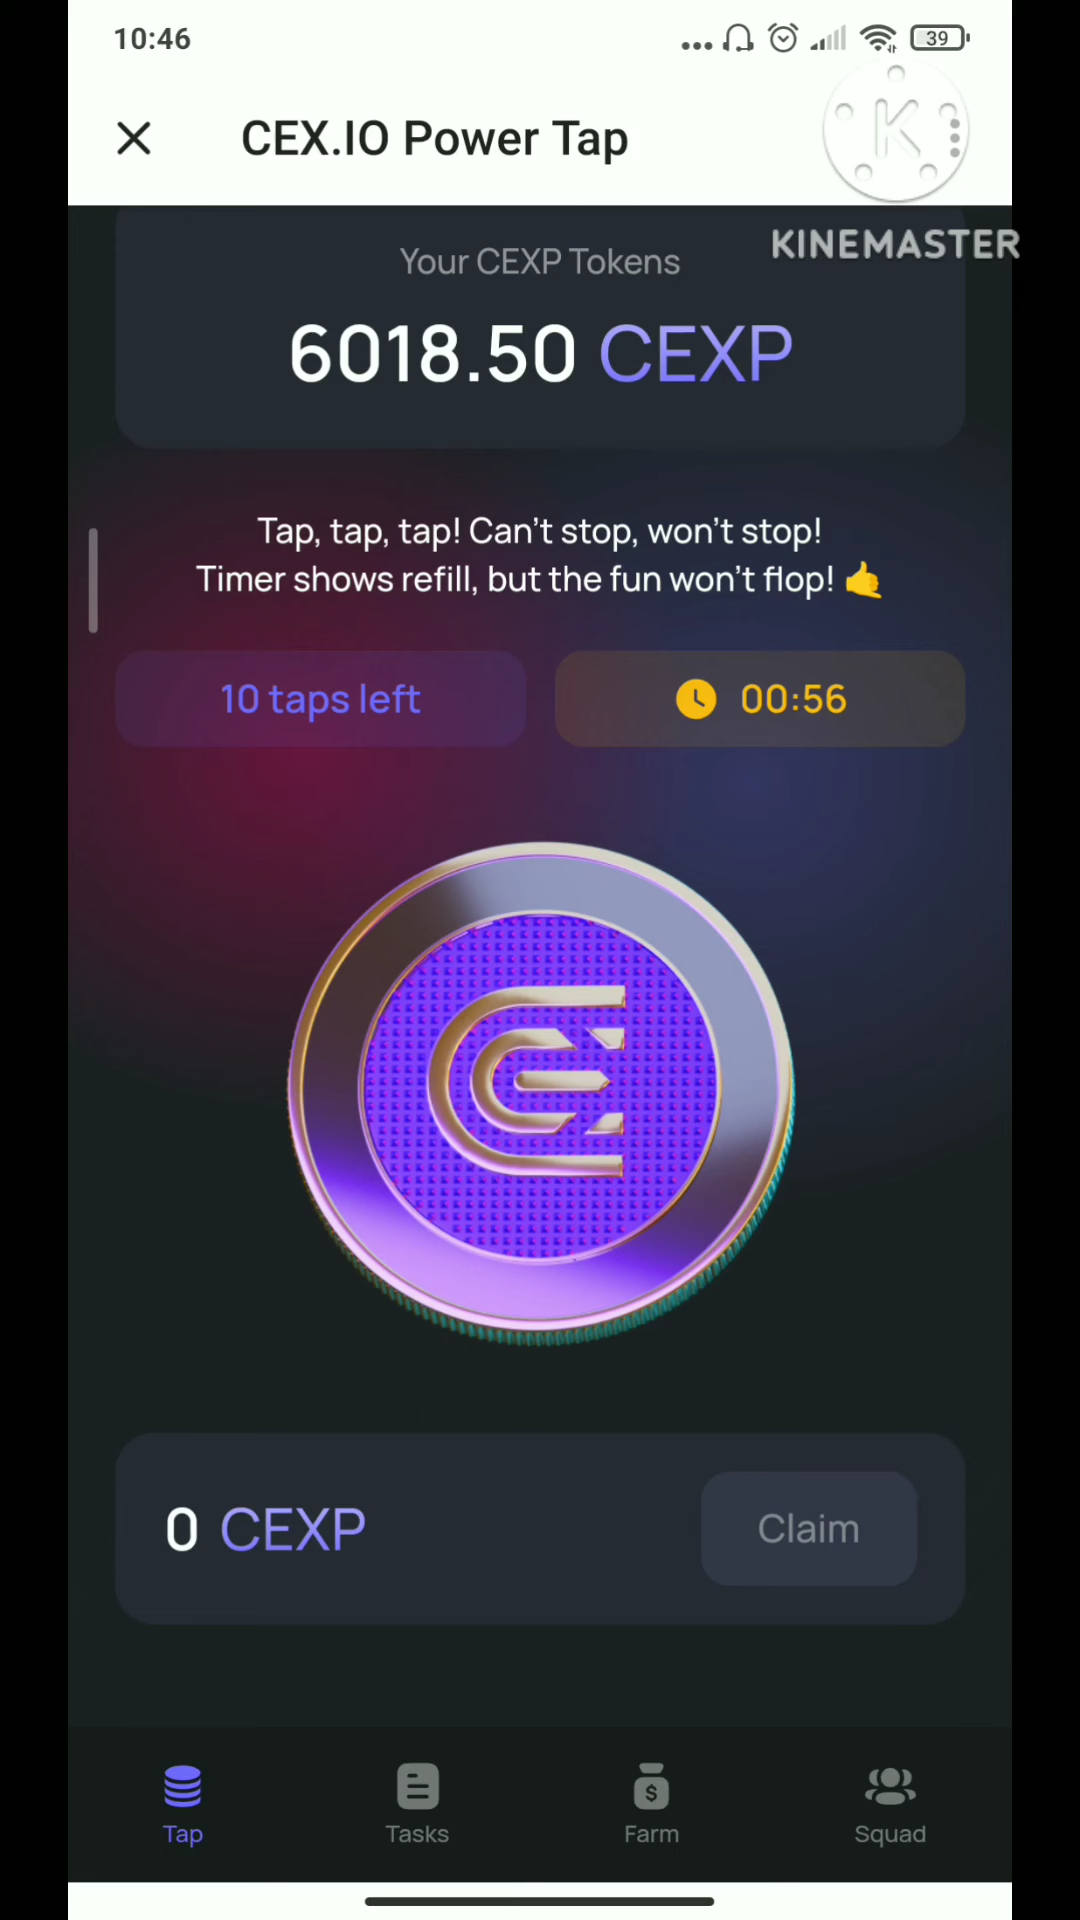 10:46
39
CEX.IO Power Tap
K
KINEMASTER
Your CEXP Tokens
6018.50 CEXP
Tap, tap, tap! Can't stop, won't stop!
Timer shows refill, but the fun won't flop! 🤙
10 taps left
00:56
0 CEXP
Claim
Tap
Tasks
Farm
Squad